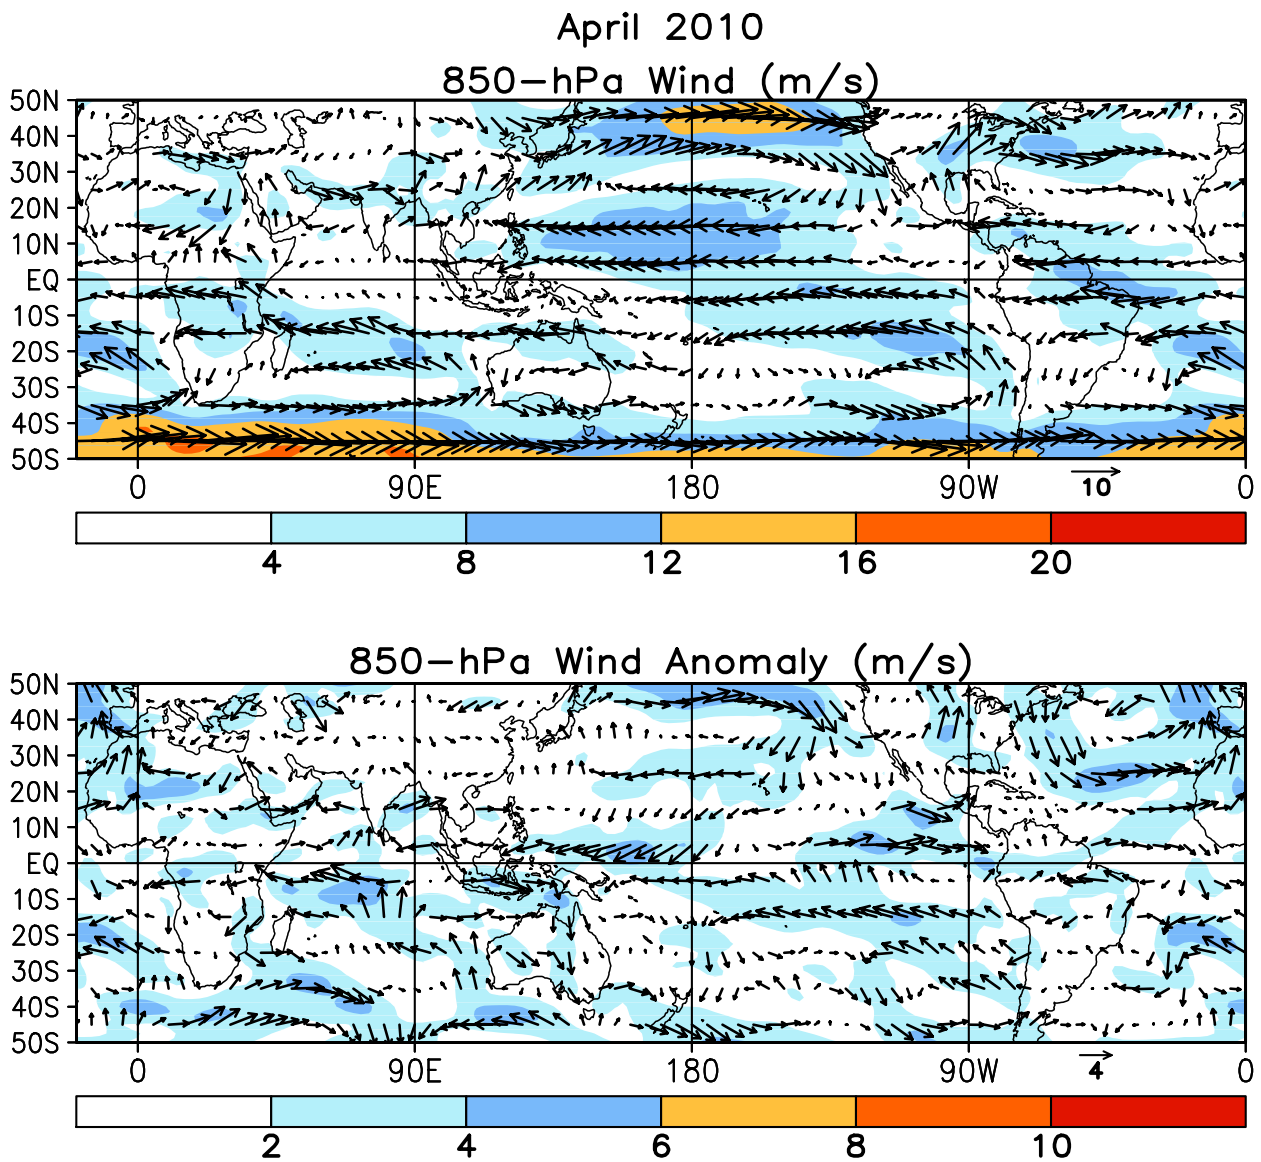 April 2010
850-hPa Wind (m/s)
50N
40N
30N
20N
10N
EQ
10S
20S
30S
40S
50S
0 90E 180 90W 0
10
4 8 12 16 20
850-hPa Wind Anomaly (m/s)
50N
40N
30N
20N
10N
EQ
10S
20S
30S
40S
50S
0 90E 180 90W 0
4
2 4 6 8 10